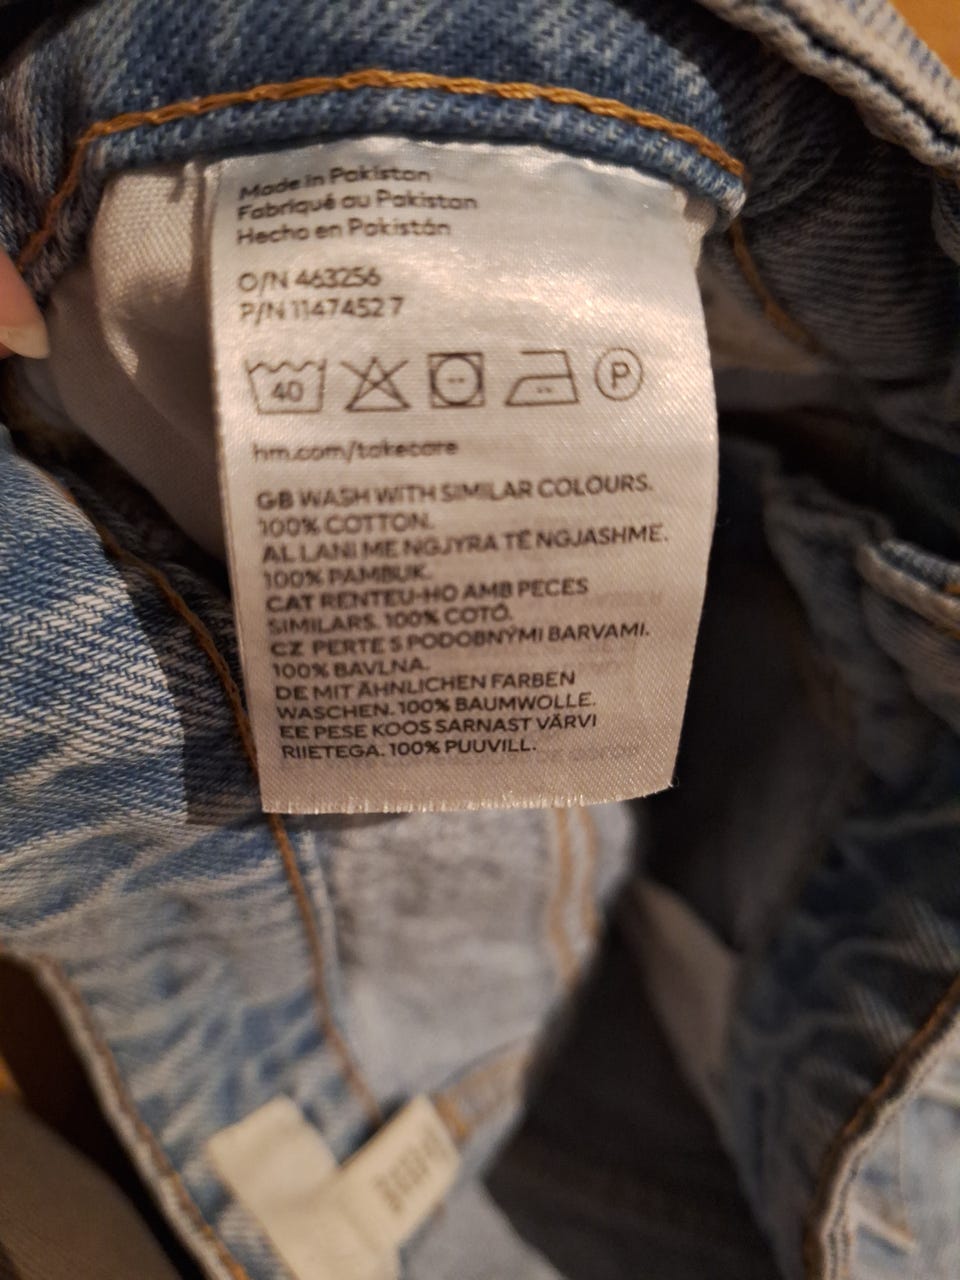 Made in Pakistan
Fabriqué au Pakistan
Hecho en Pakistán
O/N 463256
P/N 11474527
40
P
hm.com/takecare
GB WASH WITH SIMILAR COLOURS.
100% COTTON.
AL LANI ME NGJYRA TË NGJASHME.
100% PAMBUK.
CAT RENTEU-HO AMB PECES
SIMILARS. 100% COTÓ.
CZ PERTE S PODOBNÝMI BARVAMI.
100% BAVLNA.
DE MIT ÄHNLICHEN FARBEN
WASCHEN. 100% BAUMWOLLE.
EE PESE KOOS SARNAST VÄRVI
RIIETEGA. 100% PUUVILL.